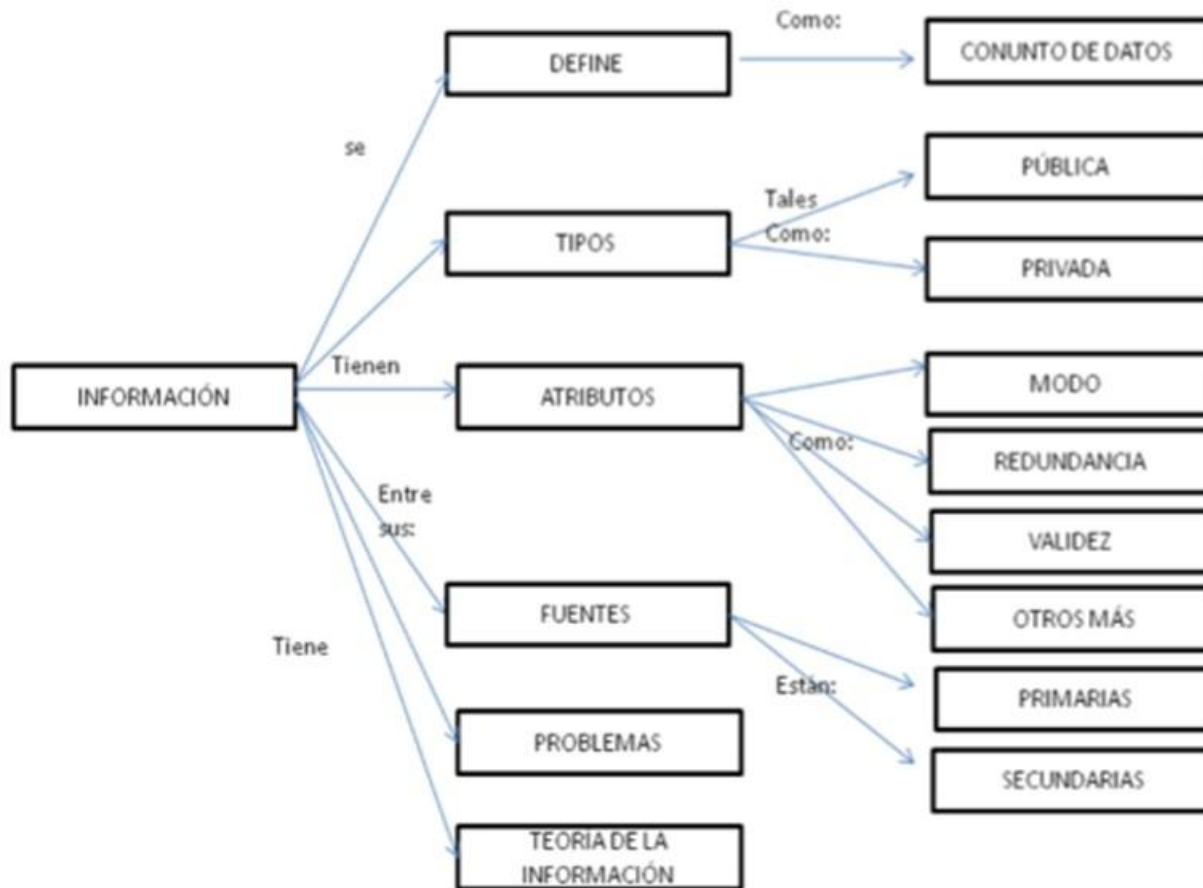 Como:
DEFINE
CONUNTO DE DATOS
se
PÚBLICA
Tales
Como:
TIPOS
PRIVADA
Tienen
INFORMACIÓN
ATRIBUTOS
MODO
Como:
REDUNDANCIA
Entre
sus:
VALIDEZ
FUENTES
OTROS MÁS
Tiene
Están:
PRIMARIAS
PROBLEMAS
SECUNDARIAS
TEORÍA DE LA
INFORMACIÓN